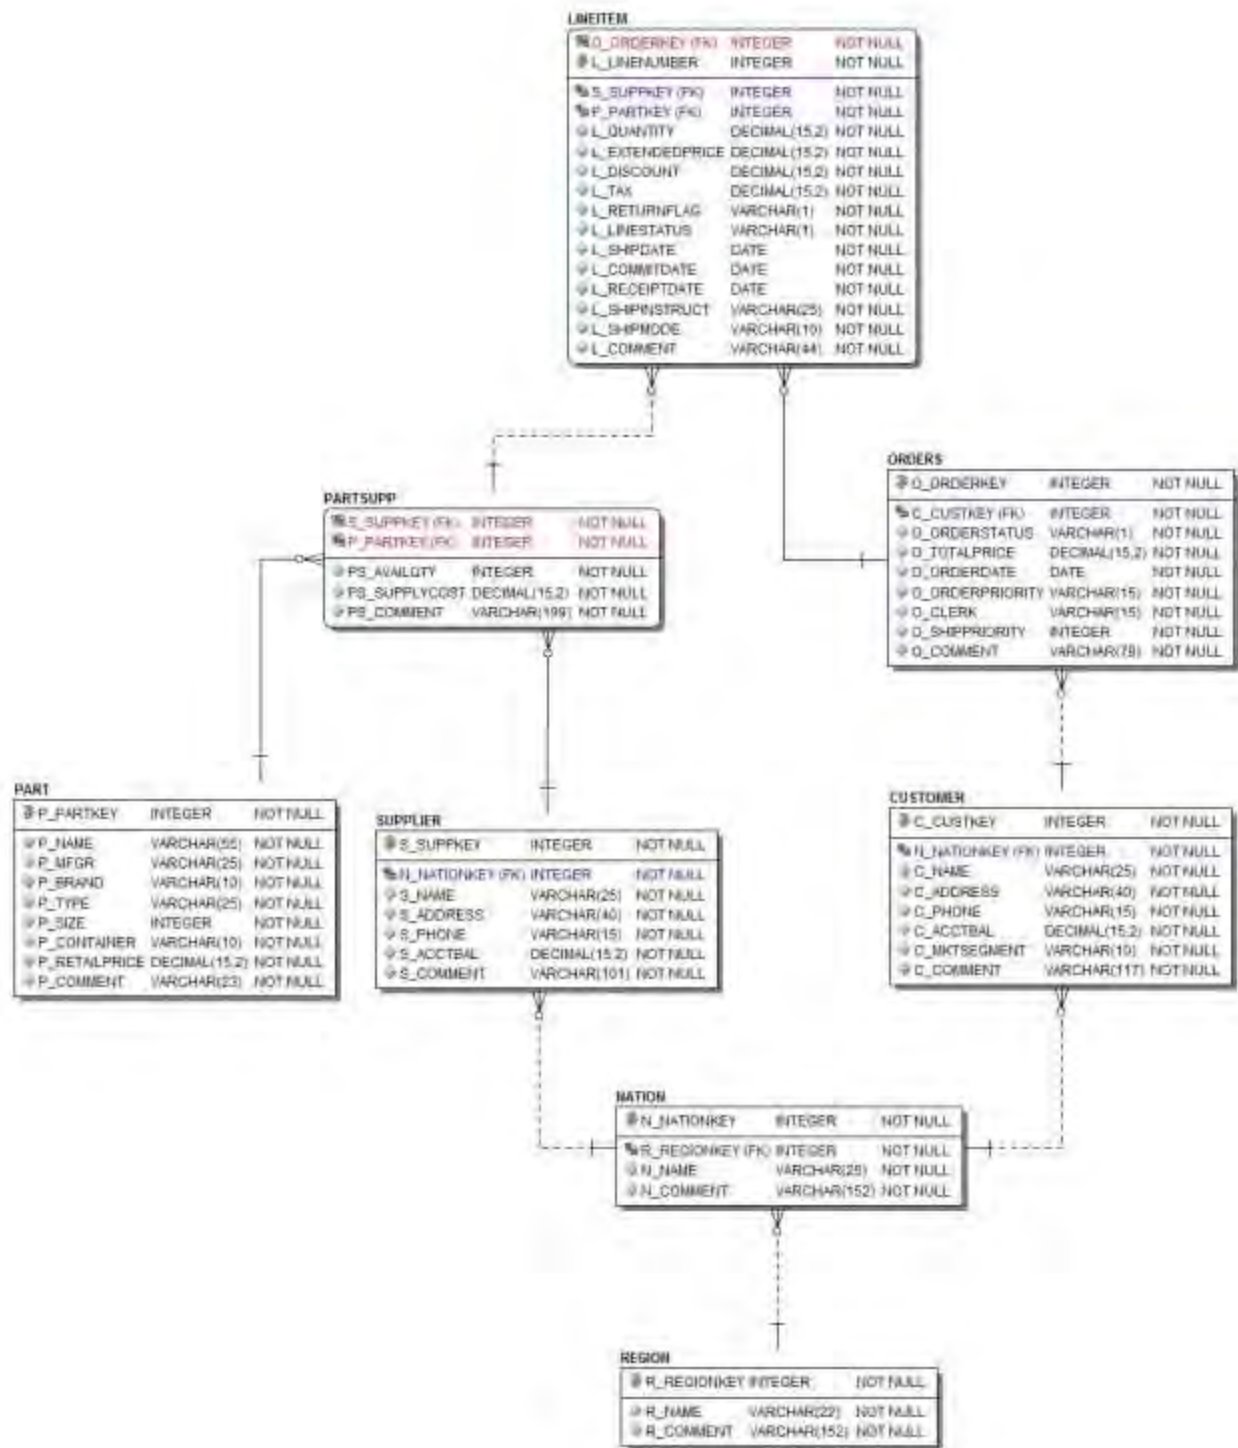 LINEITEM
O_ORDERKEY (FK) INTEGER NOT NULL
L_LINENUMBER INTEGER NOT NULL
S_SUPPKEY (FK) INTEGER NOT NULL
P_PARTKEY (FK) INTEGER NOT NULL
L_QUANTITY DECIMAL(15,2) NOT NULL
L_EXTENDEDPRICE DECIMAL(15,2) NOT NULL
L_DISCOUNT DECIMAL(15,2) NOT NULL
L_TAX DECIMAL(15,2) NOT NULL
L_RETURNFLAG VARCHAR(1) NOT NULL
L_LINESTATUS VARCHAR(1) NOT NULL
L_SHIPDATE DATE NOT NULL
L_COMMITDATE DATE NOT NULL
L_RECEIPTDATE DATE NOT NULL
L_SHIPINSTRUCT VARCHAR(25) NOT NULL
L_SHIPMODE VARCHAR(10) NOT NULL
L_COMMENT VARCHAR(44) NOT NULL
PARTSUPP
S_SUPPKEY (FK) INTEGER NOT NULL
P_PARTKEY (FK) INTEGER NOT NULL
PS_AVAILQTY INTEGER NOT NULL
PS_SUPPLYCOST DECIMAL(15,2) NOT NULL
PS_COMMENT VARCHAR(199) NOT NULL
ORDERS
O_ORDERKEY INTEGER NOT NULL
C_CUSTKEY (FK) INTEGER NOT NULL
O_ORDERSTATUS VARCHAR(1) NOT NULL
O_TOTALPRICE DECIMAL(15,2) NOT NULL
O_ORDERDATE DATE NOT NULL
O_ORDERPRIORITY VARCHAR(15) NOT NULL
O_CLERK VARCHAR(15) NOT NULL
O_SHIPPRIORITY INTEGER NOT NULL
O_COMMENT VARCHAR(79) NOT NULL
PART
P_PARTKEY INTEGER NOT NULL
P_NAME VARCHAR(55) NOT NULL
P_MFGR VARCHAR(25) NOT NULL
P_BRAND VARCHAR(10) NOT NULL
P_TYPE VARCHAR(25) NOT NULL
P_SIZE INTEGER NOT NULL
P_CONTAINER VARCHAR(10) NOT NULL
P_RETAILPRICE DECIMAL(15,2) NOT NULL
P_COMMENT VARCHAR(23) NOT NULL
SUPPLIER
S_SUPPKEY INTEGER NOT NULL
N_NATIONKEY (FK) INTEGER NOT NULL
S_NAME VARCHAR(25) NOT NULL
S_ADDRESS VARCHAR(40) NOT NULL
S_PHONE VARCHAR(15) NOT NULL
S_ACCTBAL DECIMAL(15,2) NOT NULL
S_COMMENT VARCHAR(101) NOT NULL
CUSTOMER
C_CUSTKEY INTEGER NOT NULL
N_NATIONKEY (FK) INTEGER NOT NULL
C_NAME VARCHAR(25) NOT NULL
C_ADDRESS VARCHAR(40) NOT NULL
C_PHONE VARCHAR(15) NOT NULL
C_ACCTBAL DECIMAL(15,2) NOT NULL
C_MKTSEGMENT VARCHAR(10) NOT NULL
C_COMMENT VARCHAR(117) NOT NULL
NATION
N_NATIONKEY INTEGER NOT NULL
R_REGIONKEY (FK) INTEGER NOT NULL
N_NAME VARCHAR(25) NOT NULL
N_COMMENT VARCHAR(152) NOT NULL
REGION
R_REGIONKEY INTEGER NOT NULL
R_NAME VARCHAR(22) NOT NULL
R_COMMENT VARCHAR(152) NOT NULL